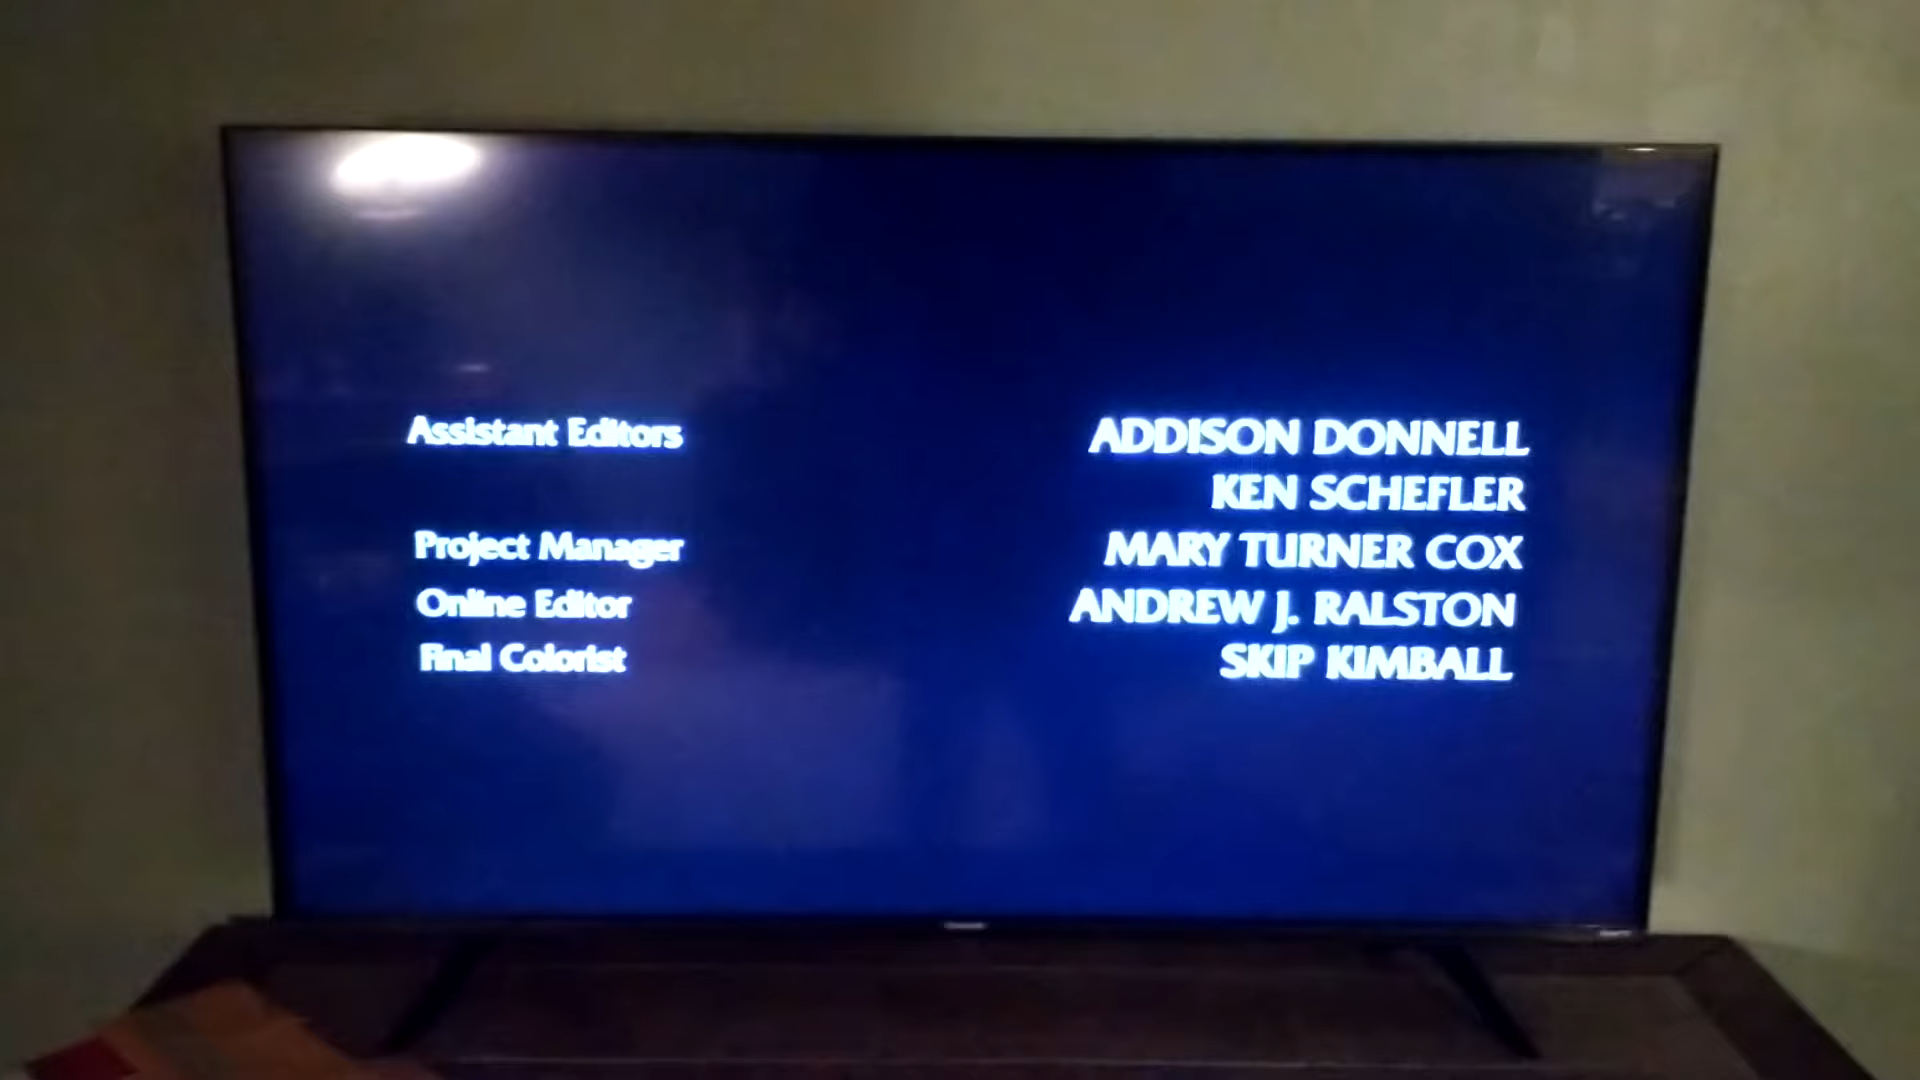 Assistant Editors ADDISON DONNELL
KEN SCHEFLER
Project Manager MARY TURNER COX
Online Editor ANDREW J. RALSTON
Final Colorist SKIP KIMBALL